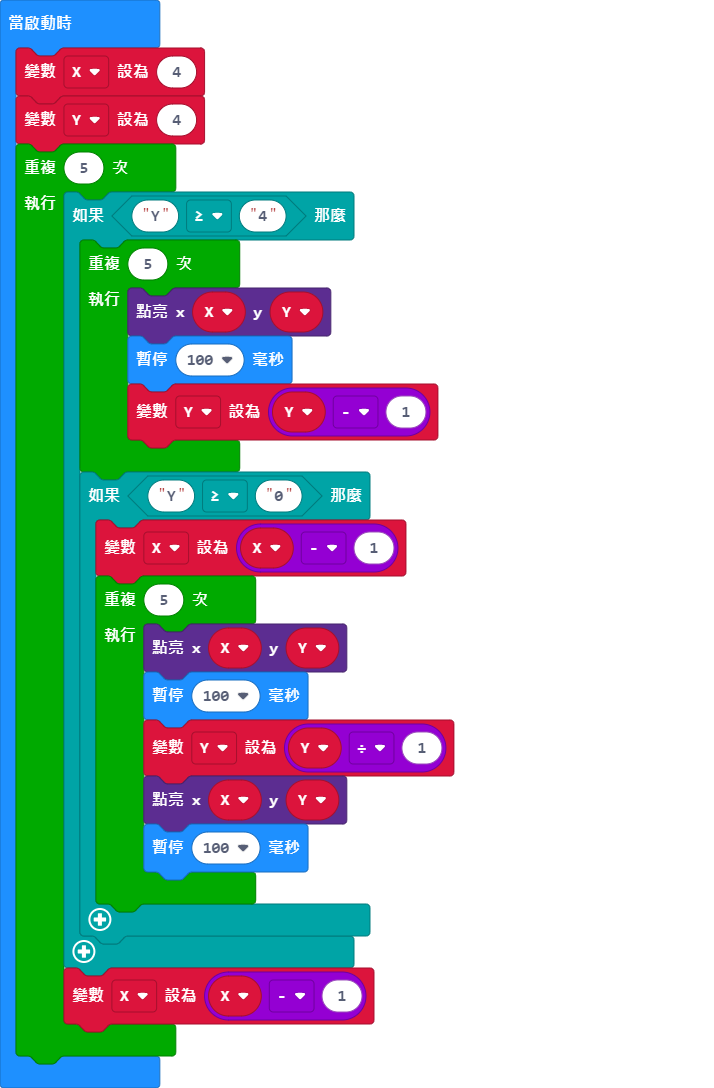 當啟動時
變數 X 設為 4
變數 Y 設為 4
重複 5 次
執行
如果 "Y" ≥ "4" 那麼
重複 5 次
執行
點亮 x X y Y
暫停 100 毫秒
變數 Y 設為 Y - 1
如果 "Y" ≥ "0" 那麼
變數 X 設為 X - 1
重複 5 次
執行
點亮 x X y Y
暫停 100 毫秒
變數 Y 設為 Y ÷ 1
點亮 x X y Y
暫停 100 毫秒
變數 X 設為 X - 1